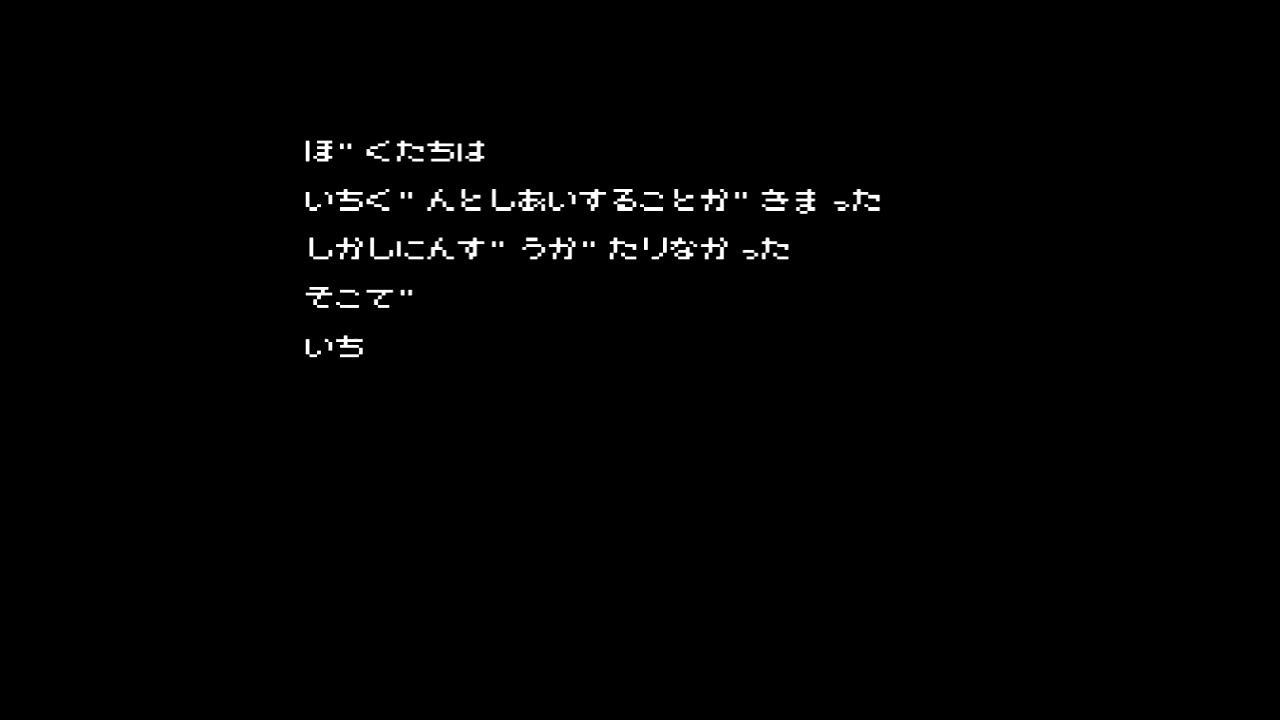 ぼくたちは
いちぐんとしあいすることがきまった
しかしにんずうがたりなかった
そこで
いち